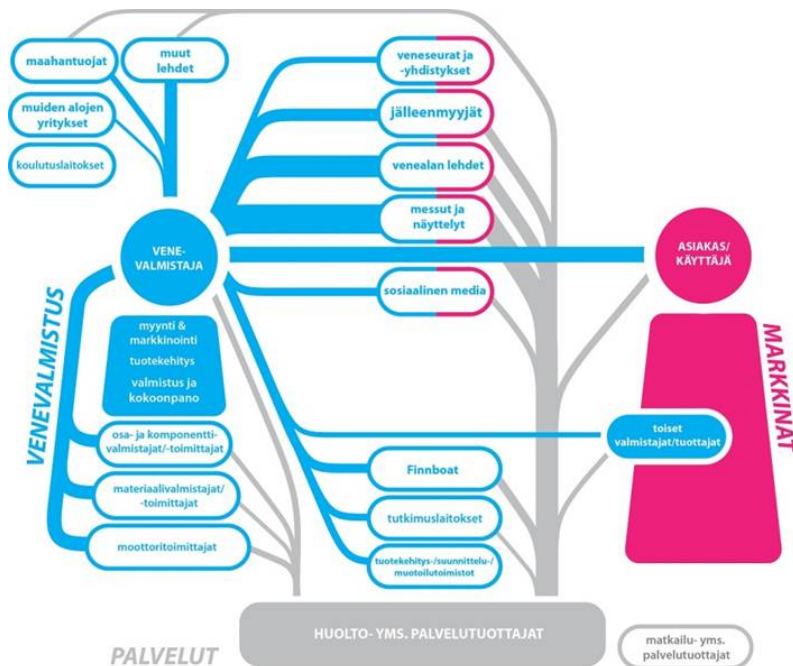 maahantuojat
muut
lehdet
muiden alojen
yritykset
koulutuslaitokset
veneseurat ja
-yhdistykset
jälleenmyyjät
venealan lehdet
messut ja
näyttelyt
sosiaalinen media
VENE-
VALMISTAJA
ASIAKAS/
KÄYTTÄJÄ
VENEVALMISTUS
myynti &
markkinointi
tuotekehitys
valmistus ja
kokoonpano
osa- ja komponentti-
valmistajat/-toimittajat
materiaalivalmistajat/
-toimittajat
moottoritoimittajat
Finnboat
tutkimuslaitokset
tuotekehitys-/suunnittelu-/
muotoilutoimistot
toiset
valmistajat/tuottajat
MARKKINAT
PALVELUT
HUOLTO- YMS. PALVELUTUOTTAJAT
matkailu- yms.
palvelutuottajat